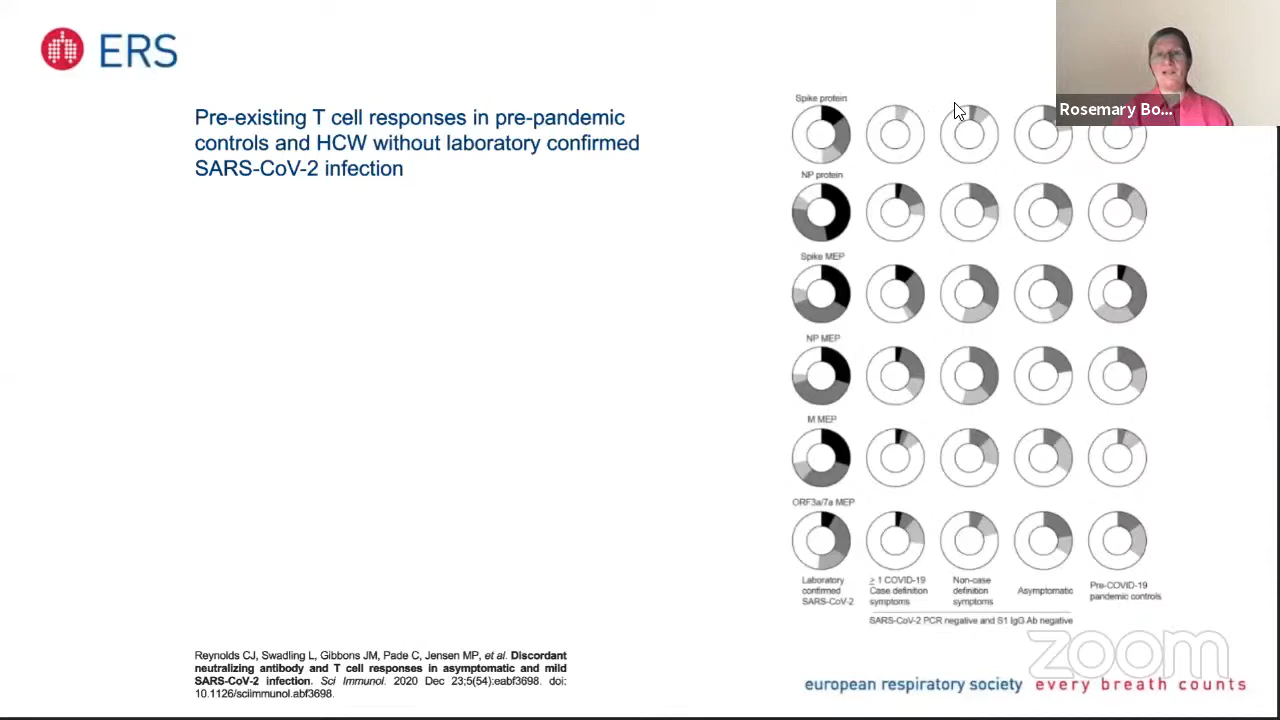 ERS
Rosemary Bo...
Pre-existing T cell responses in pre-pandemic
controls and HCW without laboratory confirmed
SARS-CoV-2 infection
Spike protein
NP protein
Spike MEP
NP MEP
M MEP
ORF3a/7a MEP
Laboratory
confirmed
SARS-CoV-2
≥ 1 COVID-19
Case definition
symptoms
Non-case
definition
symptoms
Asymptomatic
Pre-COVID-19
pandemic controls
SARS-CoV-2 PCR negative and S1 IgG Ab negative
Reynolds CJ, Swadling L, Gibbons JM, Pade C, Jensen MP, et al. Discordant
neutralizing antibody and T cell responses in asymptomatic and mild
SARS-CoV-2 infection. Sci Immunol. 2020 Dec 23;5(54):eabf3698. doi:
10.1126/sciimmunol.abf3698.
zoom
european respiratory society every breath counts